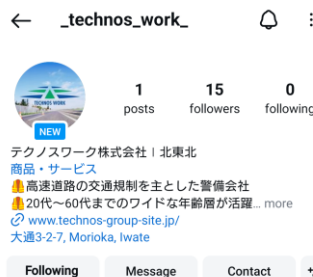 _technos_work_
1
15
0
posts
followers
following
TECHNOS WORK
NEW
テクノスワーク株式会社 | 北東北
商品・サービス
高速道路の交通規制を主とした警備会社
20代〜60代までのワイドな年齢層が活躍... more
www.technos-group-site.jp/
大通3-2-7, Morioka, Iwate
Following
Message
Contact